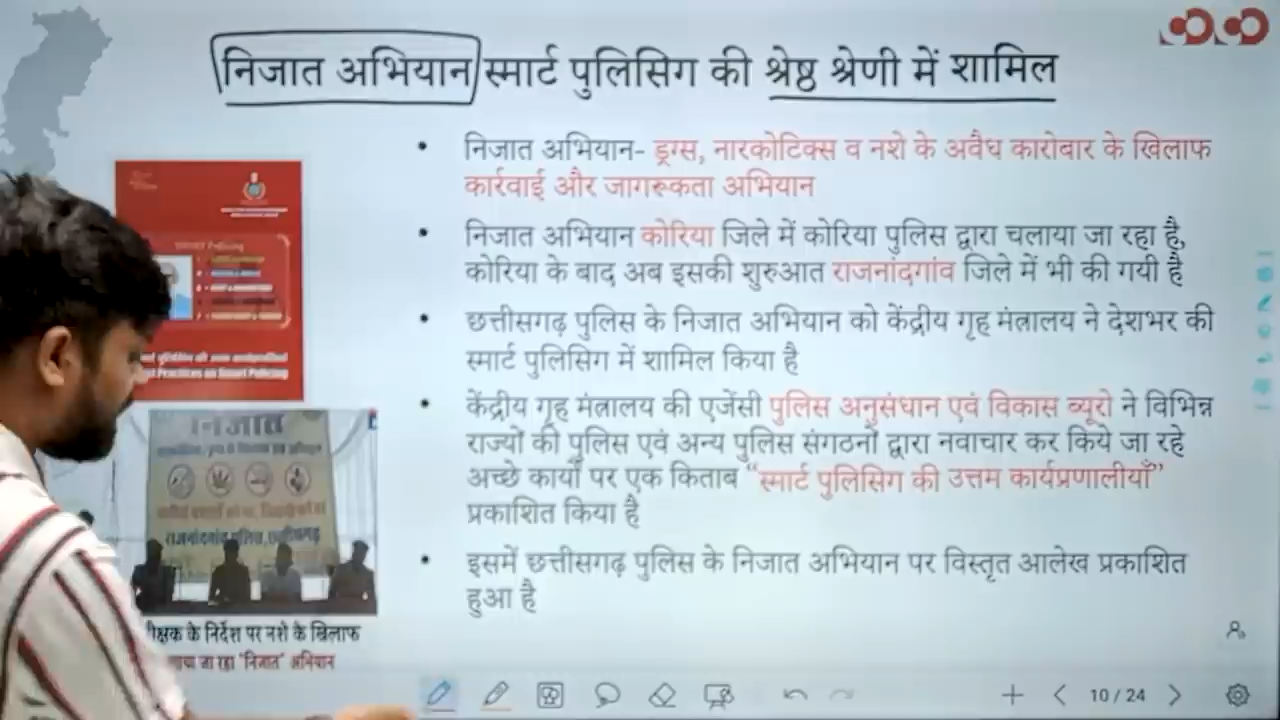 निजात अभियान स्मार्ट पुलिसिग की श्रेष्ठ श्रेणी में शामिल
निजात अभियान- ड्रग्स, नारकोटिक्स व नशे के अवैध कारोबार के खिलाफ
कार्रवाई और जागरूकता अभियान
निजात अभियान कोरिया जिले में कोरिया पुलिस द्वारा चलाया जा रहा है,
कोरिया के बाद अब इसकी शुरुआत राजनांदगांव जिले में भी की गयी है
छत्तीसगढ़ पुलिस के निजात अभियान को केंद्रीय गृह मंत्रालय ने देशभर की
स्मार्ट पुलिसिग में शामिल किया है
केंद्रीय गृह मंत्रालय की एजेंसी पुलिस अनुसंधान एवं विकास ब्यूरो ने विभिन्न
राज्यों की पुलिस एवं अन्य पुलिस संगठनों द्वारा नवाचार कर किये जा रहे
अच्छे कार्यों पर एक किताब “स्मार्ट पुलिसिग की उत्तम कार्यप्रणालीयाँ”
प्रकाशित किया है
इसमें छत्तीसगढ़ पुलिस के निजात अभियान पर विस्तृत आलेख प्रकाशित
हुआ है
Smart Policing
Practices on Smart Policing
निजात
राजनांदगांव पुलिस, छत्तीसगढ़
के निर्देश पर नशे के खिलाफ
जा रहा "निजात" अभियान
10 / 24